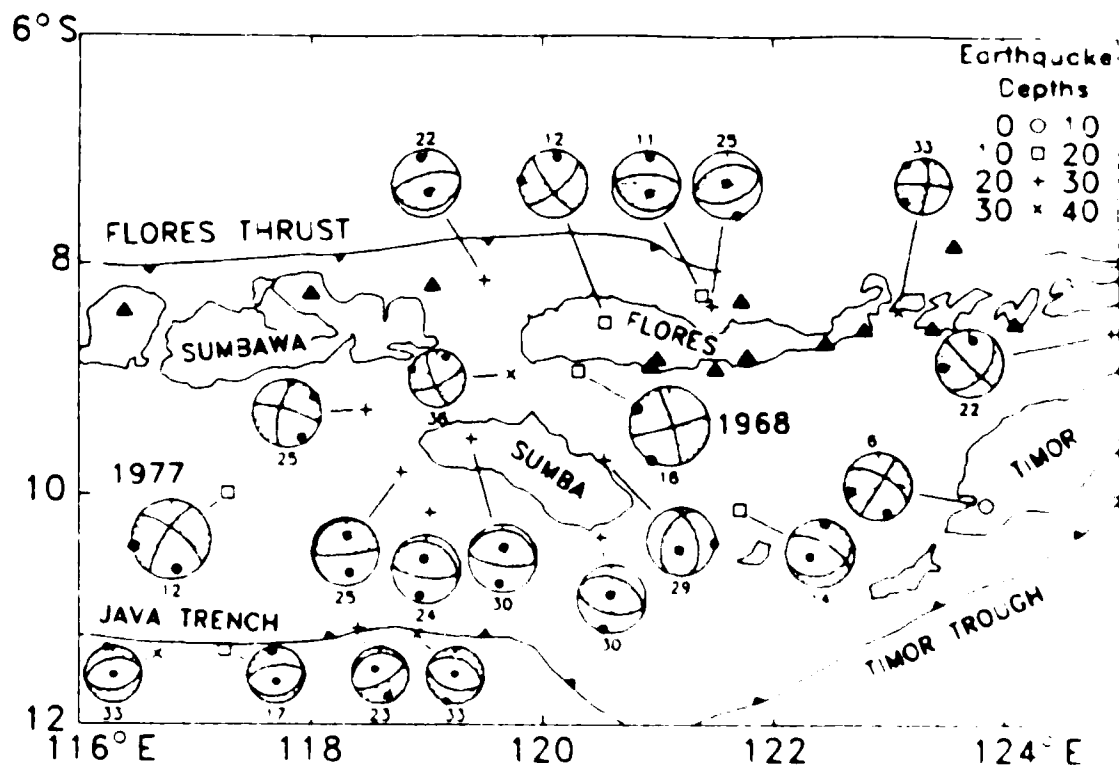 6° S
Earthquake
Depths
0 ○ 10
10 □ 20
20 + 30
30 × 40
22
12
11
25
33
FLORES THRUST
8
SUMBAWA
FLORES
36
22
25
1968
18
1977
SUMBA
TIMOR
10
6
12
25
24
30
29
30
4
JAVA TRENCH
TIMOR TROUGH
33
17
23
33
12
116° E
118
120
122
124° E